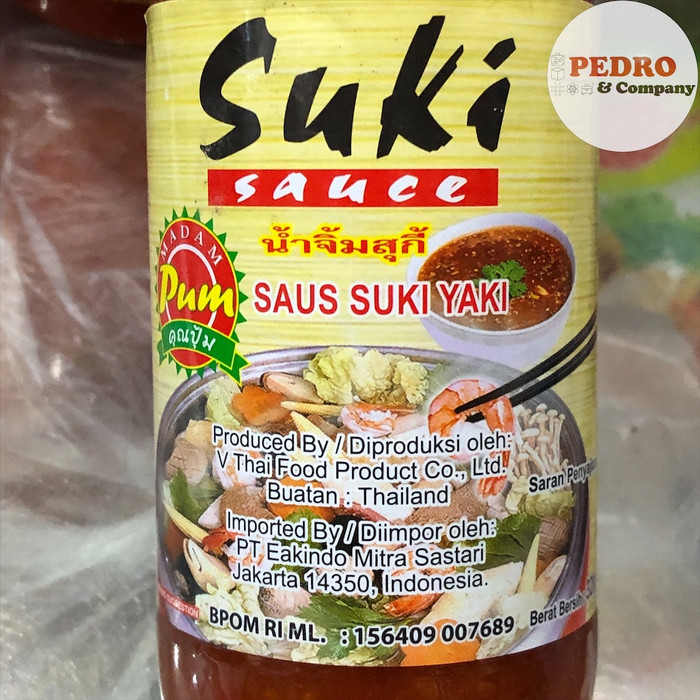 Suki
PEDRO
& Company
sauce
น้ำจิ้มสุกี้
MADAM
Pum
คุณปุ้ม
SAUS SUKI YAKI
Produced By / Diproduksi oleh:
V Thai Food Product Co., Ltd.
Buatan : Thailand
Saran Penyajian
Imported By / Diimpor oleh:
PT Eakindo Mitra Sastari
Jakarta 14350, Indonesia.
Berat Bersih
BPOM RI ML. : 156409 007689